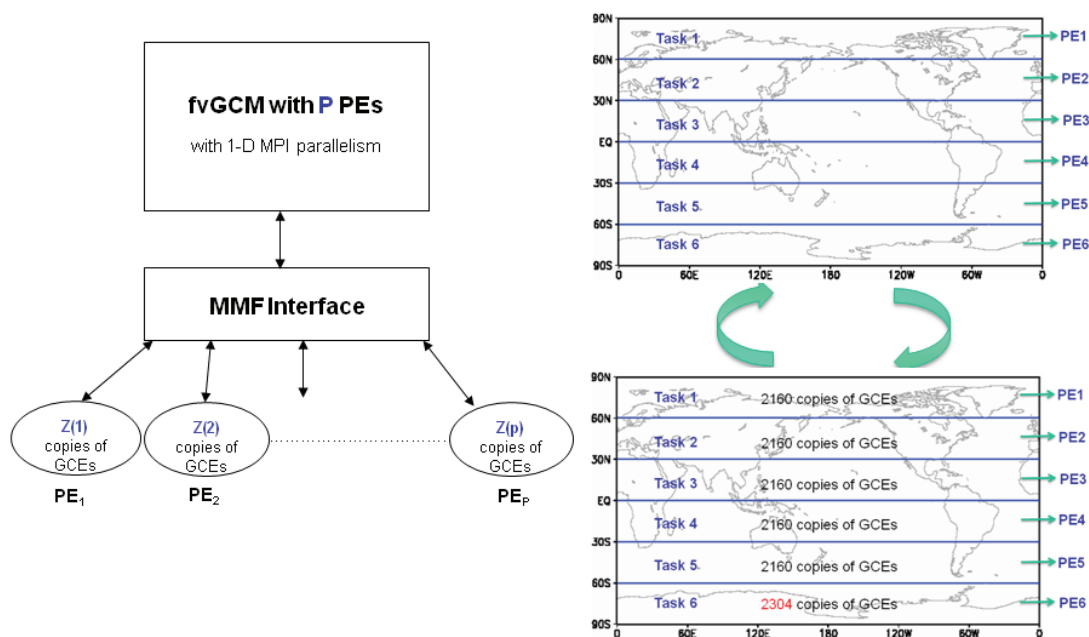 fvGCM with P PEs
with 1-D MPI parallelism
MMF Interface
Z(1)
copies of
GCEs
PE1
Z(2)
copies of
GCEs
PE2
Z(p)
copies of
GCEs
PEP
90N
60N
30N
EQ
30S
60S
90S
0
60E
120E
180
120W
60W
0
Task 1
Task 2
Task 3
Task 4
Task 5
Task 6
PE1
PE2
PE3
PE4
PE5
PE6
90N
60N
30N
EQ
30S
60S
90S
0
60E
120E
180
120W
60W
0
Task 1 2160 copies of GCEs PE1
Task 2 2160 copies of GCEs PE2
Task 3 2160 copies of GCEs PE3
Task 4 2160 copies of GCEs PE4
Task 5 2160 copies of GCEs PE5
Task 6 2304 copies of GCEs PE6